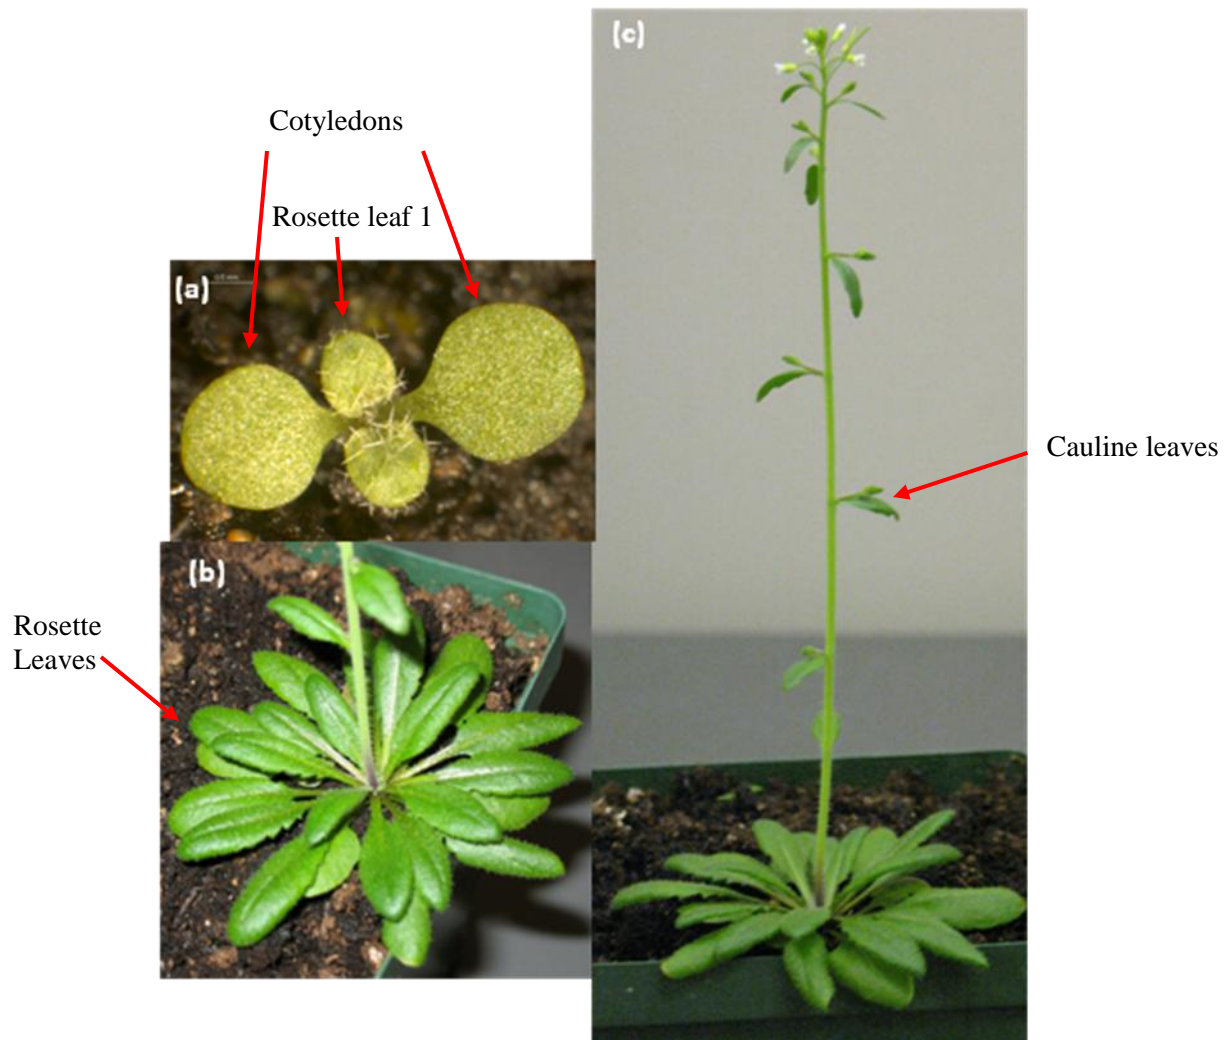 (c)
Cotyledons
Rosette leaf 1
(a)
Cauline leaves
(b)
Rosette
Leaves